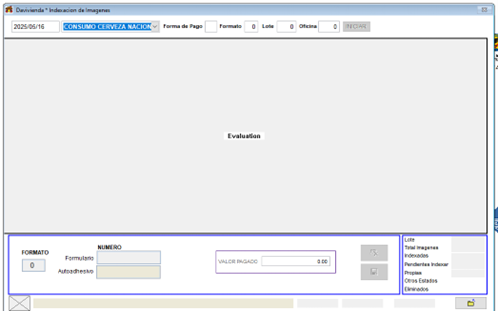 Davivienda * Indexacion de Imagenes
2025/05/16 CONSUMO CERVEZA NACION Forma de Pago Formato 0 Lote 0 Oficina 0 INICIAR
Evaluation
FORMATO
0
NUMERO
Formulario
Autoadhesivo
VALOR PAGADO 0.00
Lote
Total Imagenes
Indexadas
Pendientes Indexar
Propias
Otros Estados
Eliminados